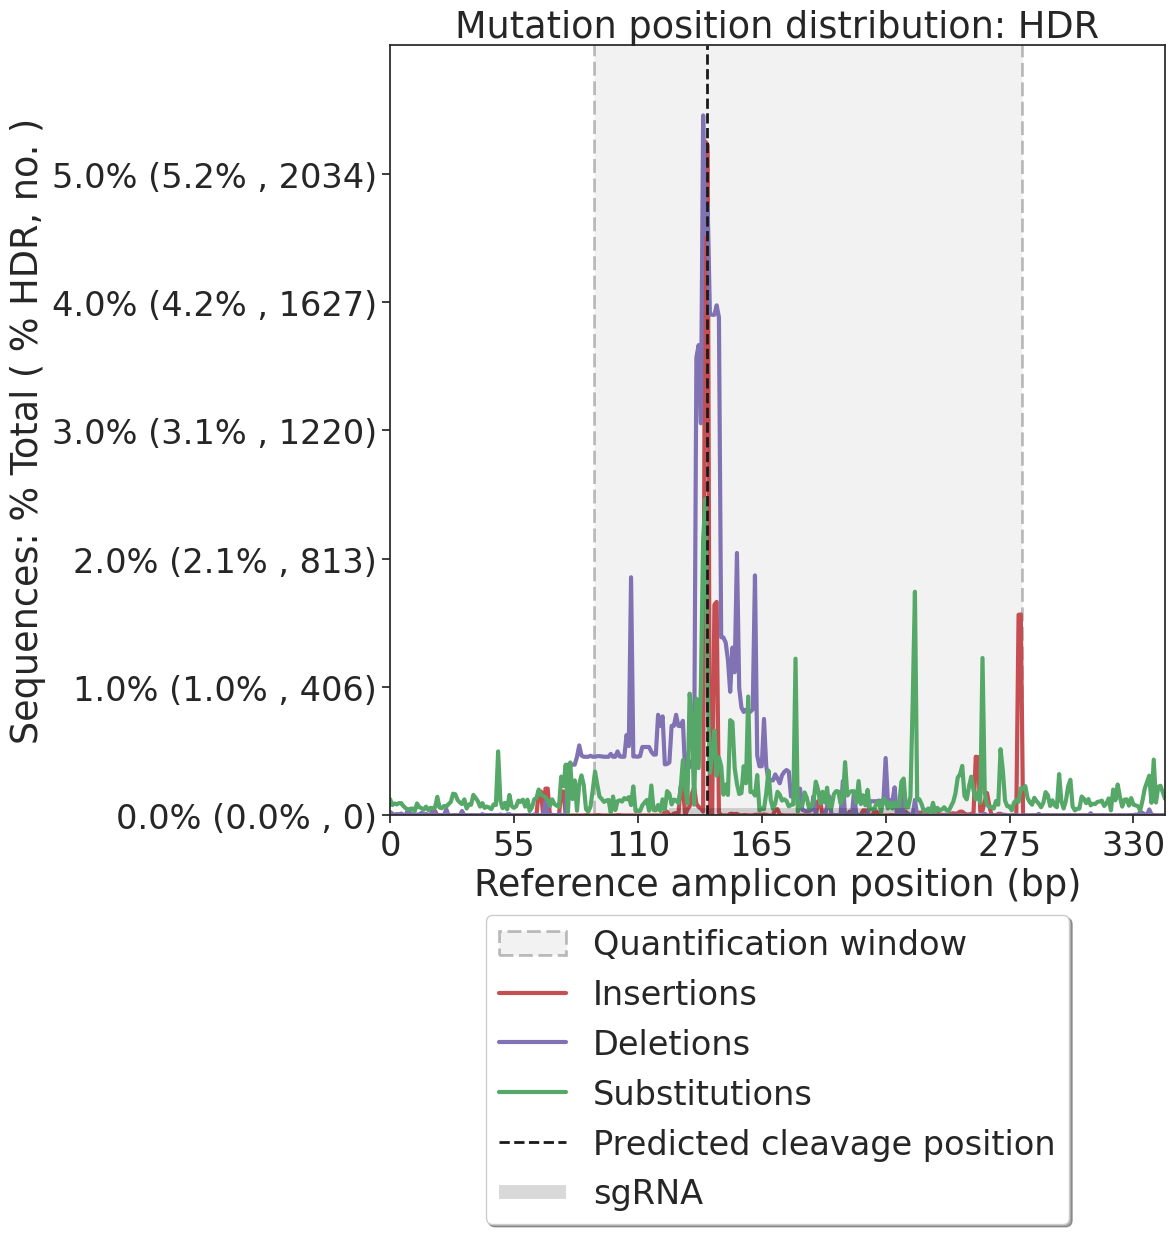 Mutation position distribution: HDR
Sequences: % Total ( % HDR, no. )
5.0% (5.2% , 2034)
4.0% (4.2% , 1627)
3.0% (3.1% , 1220)
2.0% (2.1% , 813)
1.0% (1.0% , 406)
0.0% (0.0% , 0)
0 55 110 165 220 275 330
Reference amplicon position (bp)
Quantification window
Insertions
Deletions
Substitutions
Predicted cleavage position
sgRNA